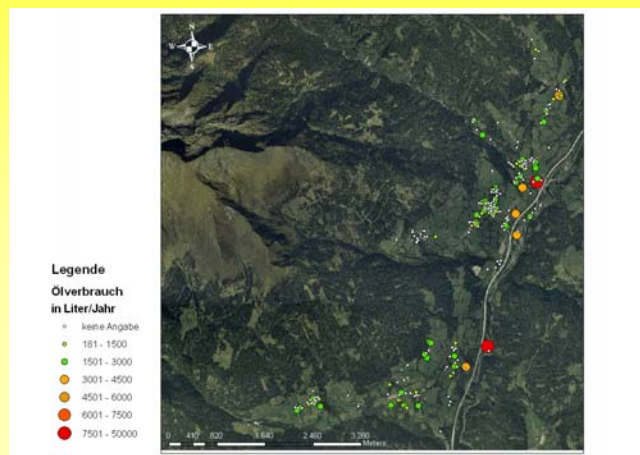 N
W E
S
Legende
Ölverbrauch
in Liter/Jahr
keine Angabe
181 - 1500
1501 - 3000
3001 - 4500
4501 - 6000
6001 - 7500
7501 - 50000
0 410 820 1.640 2.460 3.280
Meters